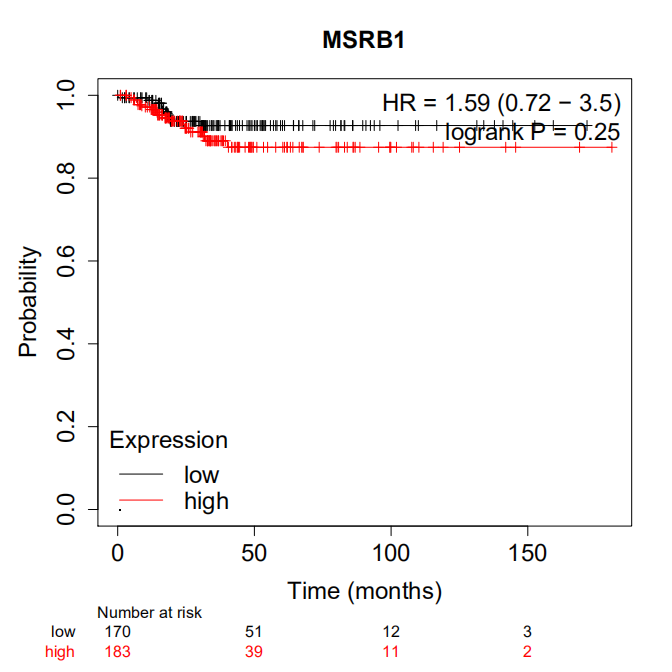 MSRB1
HR = 1.59 (0.72 − 3.5)
logrank P = 0.25
Probability
1.0
0.8
0.6
0.4
0.2
0.0
Expression
low
high
0 50 100 150
Time (months)
Number at risk
low 170 51 12 3
high 183 39 11 2